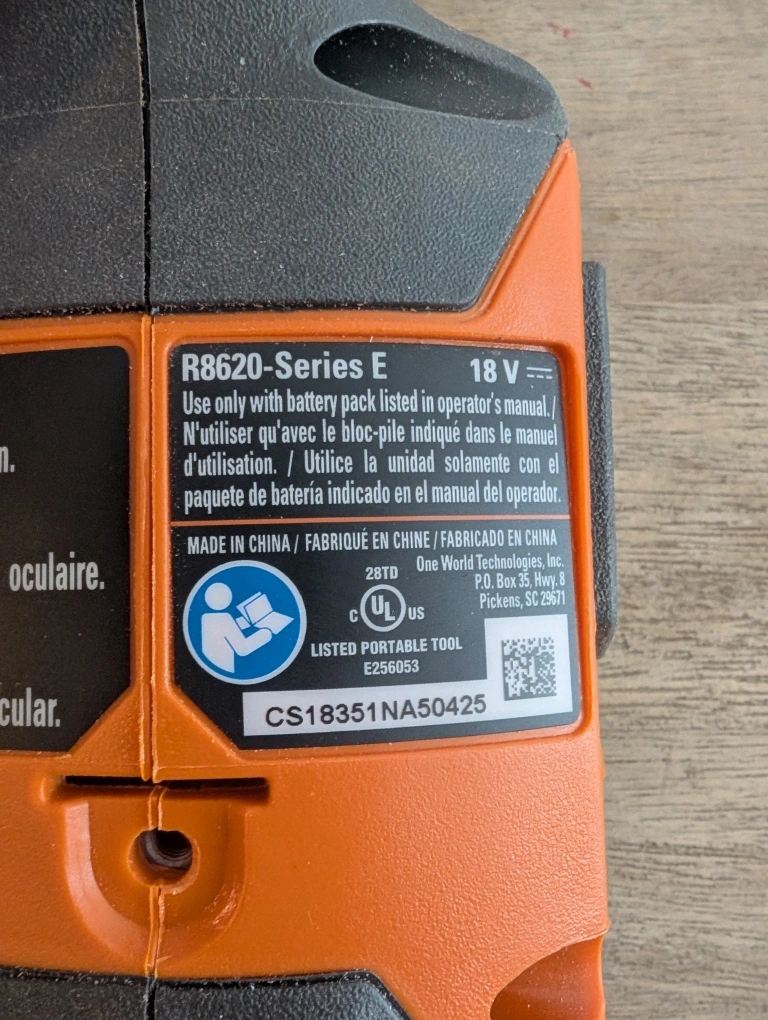 R8620-Series E 18 V
Use only with battery pack listed in operator's manual./
N'utiliser qu'avec le bloc-pile indiqué dans le manuel
d'utilisation. / Utilice la unidad solamente con el
paquete de batería indicado en el manual del operador.
MADE IN CHINA / FABRIQUÉ EN CHINE / FABRICADO EN CHINA
One World Technologies, Inc.
P.O. Box 35, Hwy. 8
Pickens, SC 29671
28TD
C UL US
LISTED PORTABLE TOOL
E256053
CS18351NA50425
n.
oculaire.
cular.